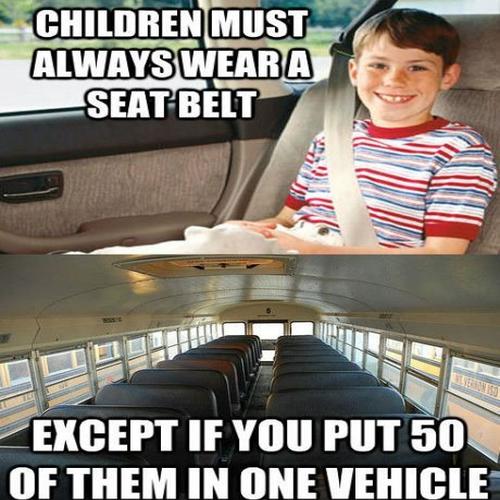 CHILDREN MUST
ALWAYS WEAR A
SEAT BELT
EXCEPT IF YOU PUT 50
OF THEM IN ONE VEHICLE